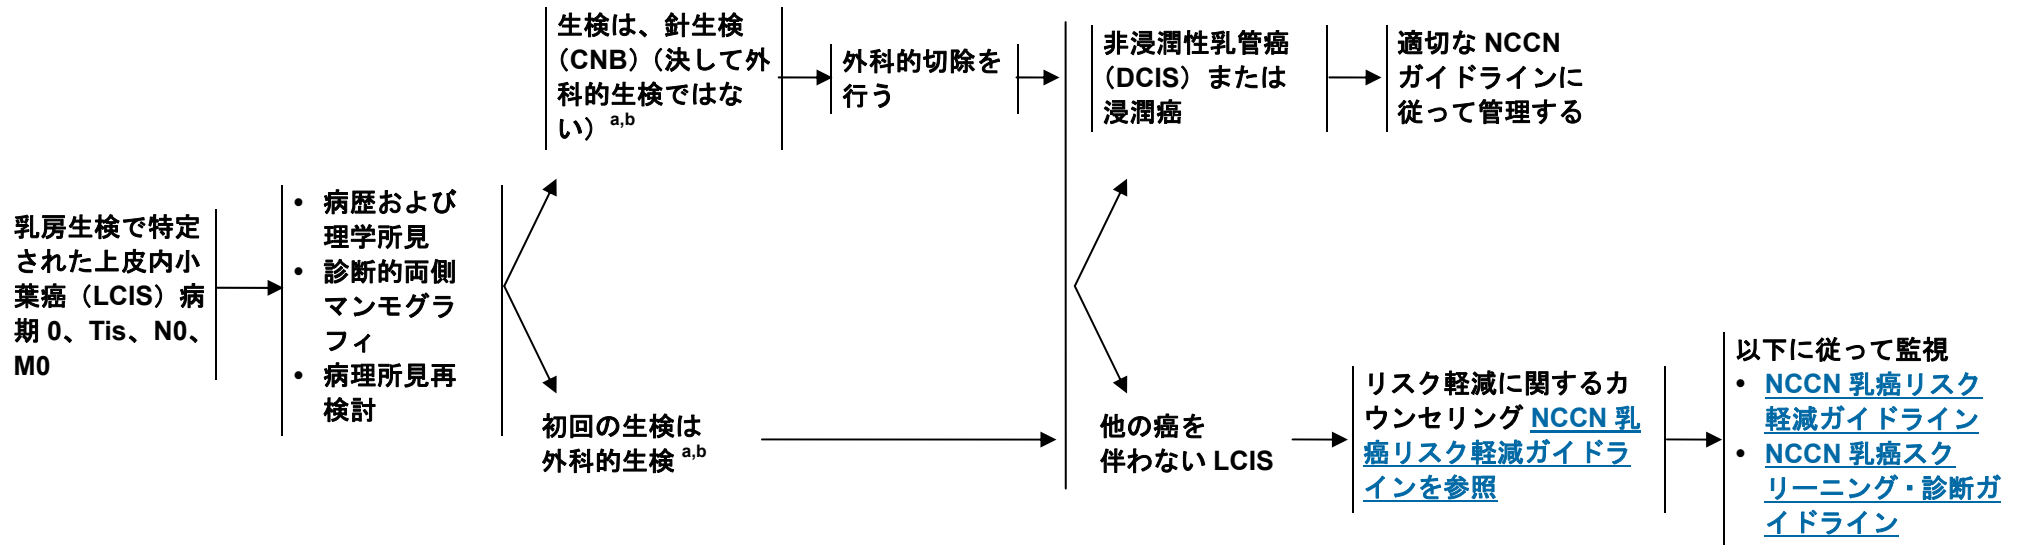 乳房生検で特定
された上皮内小
葉癌（LCIS）病
期 0、Tis、N0、
M0
• 病歴および
理学所見
• 診断的両側
マンモグラ
フィ
• 病理所見再
検討
生検は、針生検
（CNB）（決して外
科的生検ではな
い）a,b
外科的切除を
行う
初回の生検は
外科的生検 a,b
非浸潤性乳管癌
（DCIS）または
浸潤癌
適切な NCCN
ガイドラインに
従って管理する
他の癌を
伴わない LCIS
リスク軽減に関するカ
ウンセリング NCCN 乳
癌リスク軽減ガイドラ
インを参照
以下に従って監視
• NCCN 乳癌リスク
軽減ガイドライン
• NCCN 乳癌スク
リーニング・診断ガ
イドライン